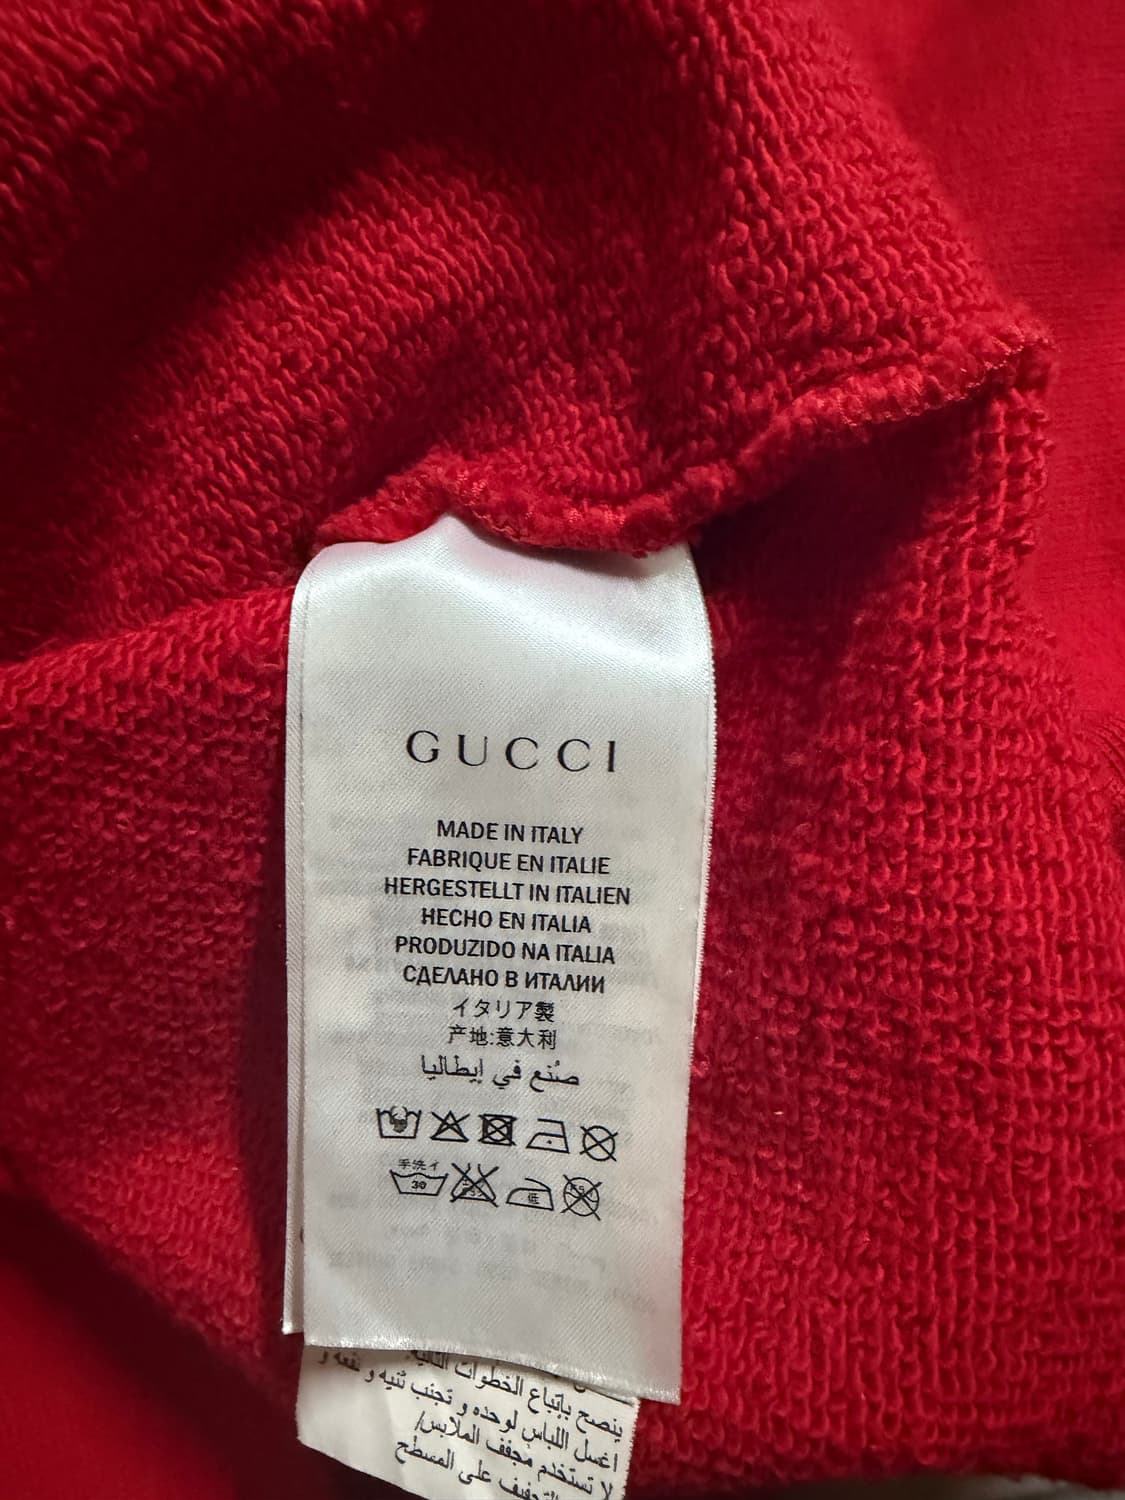 GUCCI
MADE IN ITALY
FABRIQUE EN ITALIE
HERGESTELLT IN ITALIEN
HECHO EN ITALIA
PRODUZIDO NA ITALIA
СДЕЛАНО В ИТАЛИИ
イタリア製
产地:意大利
صُنع في إيطاليا
手洗イ
30
低
ينصح بإتباع الخطوات التالية
اغسل اللباس لوحده و تجنب ثنيه و نقعه و
لا تستخدم مجفف الملابس/
التجفيف على المسطح